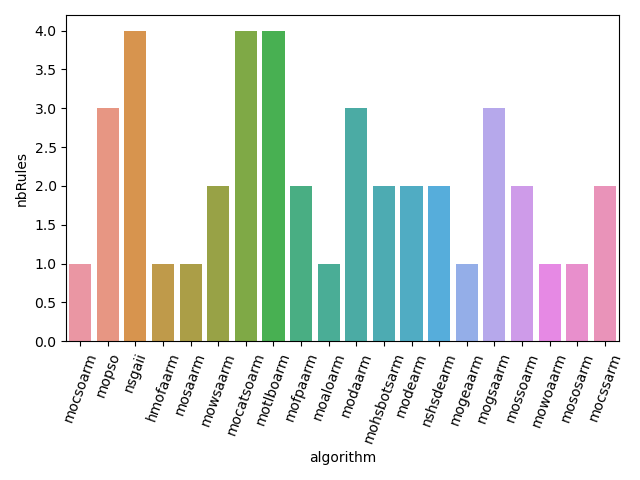 4.0
3.5
3.0
2.5
2.0
1.5
1.0
0.5
0.0
nbRules
mocsoarm
mopso
nsgaii
hmofaarm
mosaarm
mowsaarm
mocatsoarm
motlboarm
mofpaarm
moaloarm
modaarm
mohsbotsarm
modearm
nshsdearm
mogeaarm
mogsaarm
mossoarm
mowoaarm
mososarm
mocssarm
algorithm